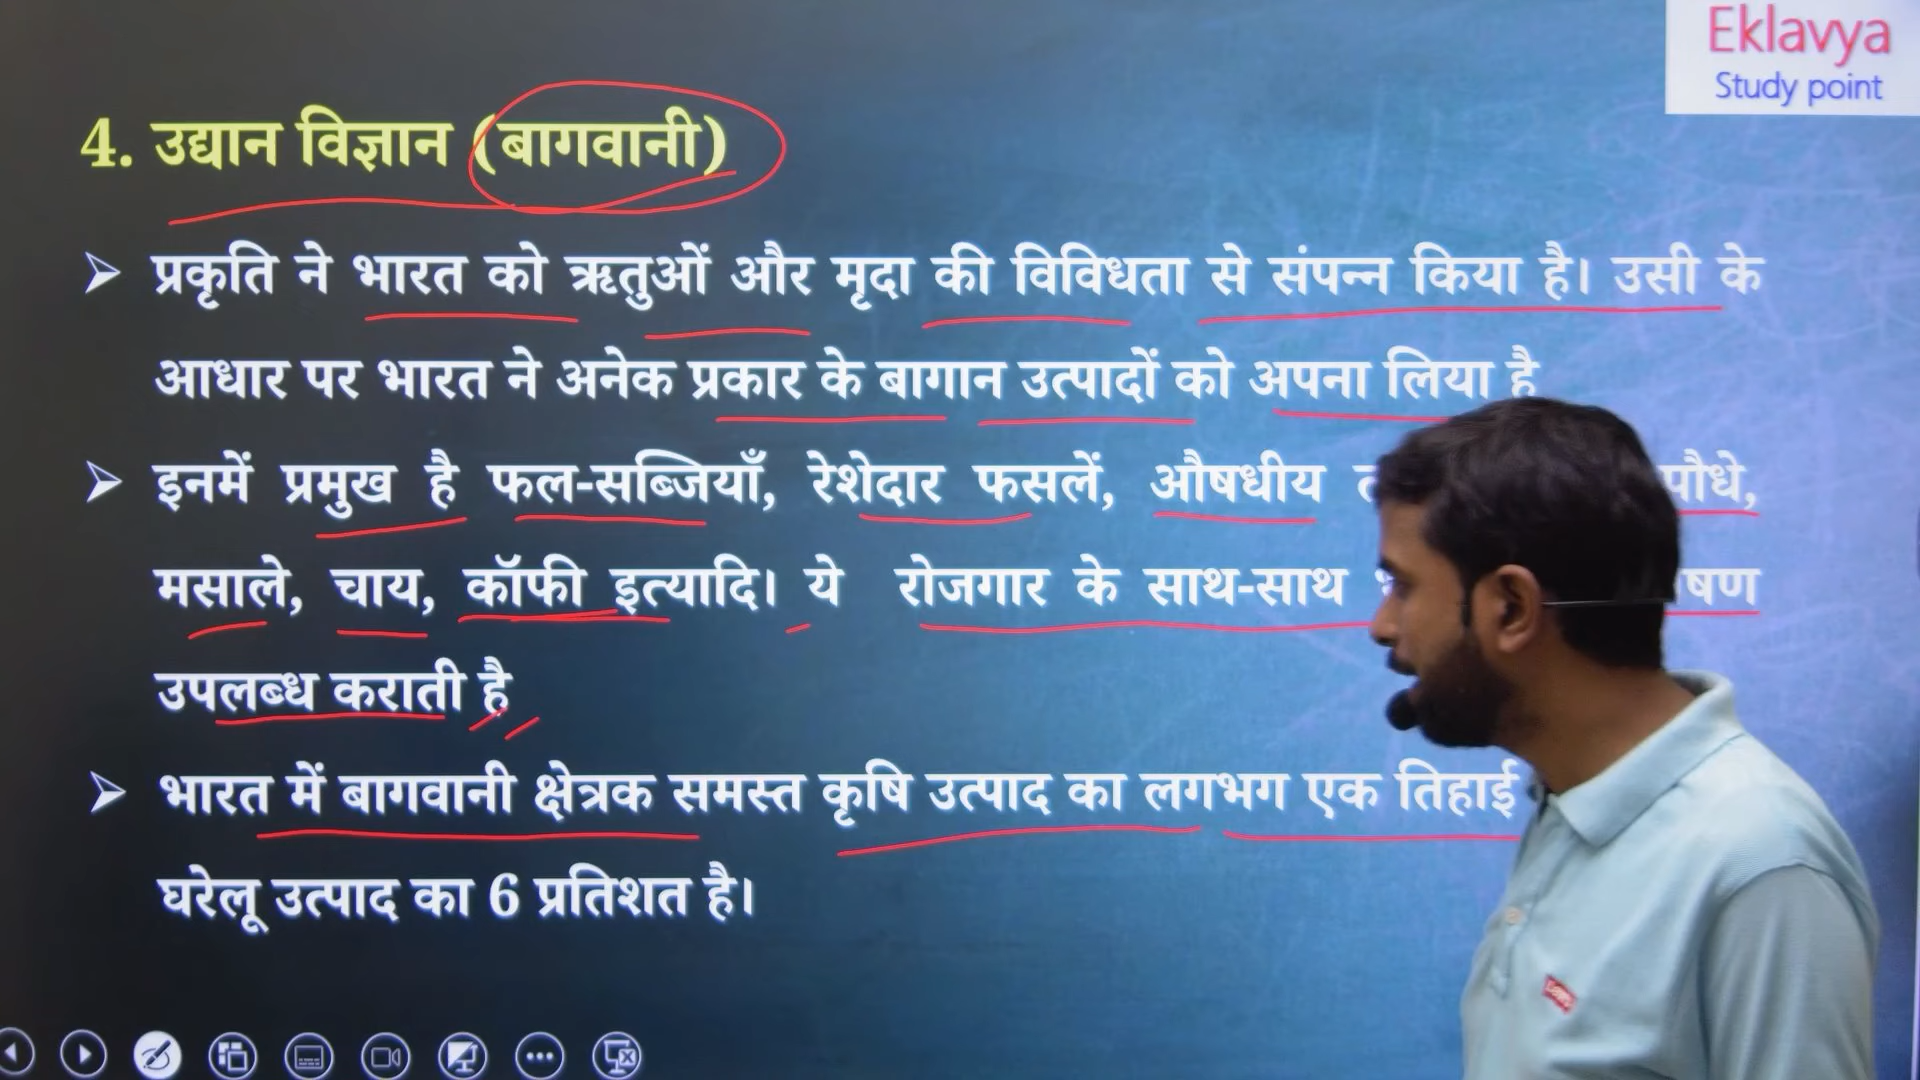 Eklavya
Study point
4. उद्यान विज्ञान (बागवानी)
प्रकृति ने भारत को ऋतुओं और मृदा की विविधता से संपन्न किया है। उसी के
आधार पर भारत ने अनेक प्रकार के बागान उत्पादों को अपना लिया है
इनमें प्रमुख है फल-सब्जियाँ, रेशेदार फसलें, औषधीय पौधे,
मसाले, चाय, कॉफी इत्यादि। ये रोजगार के साथ-साथ
उपलब्ध कराती है
भारत में बागवानी क्षेत्रक समस्त कृषि उत्पाद का लगभग एक तिहाई
घरेलू उत्पाद का 6 प्रतिशत है।